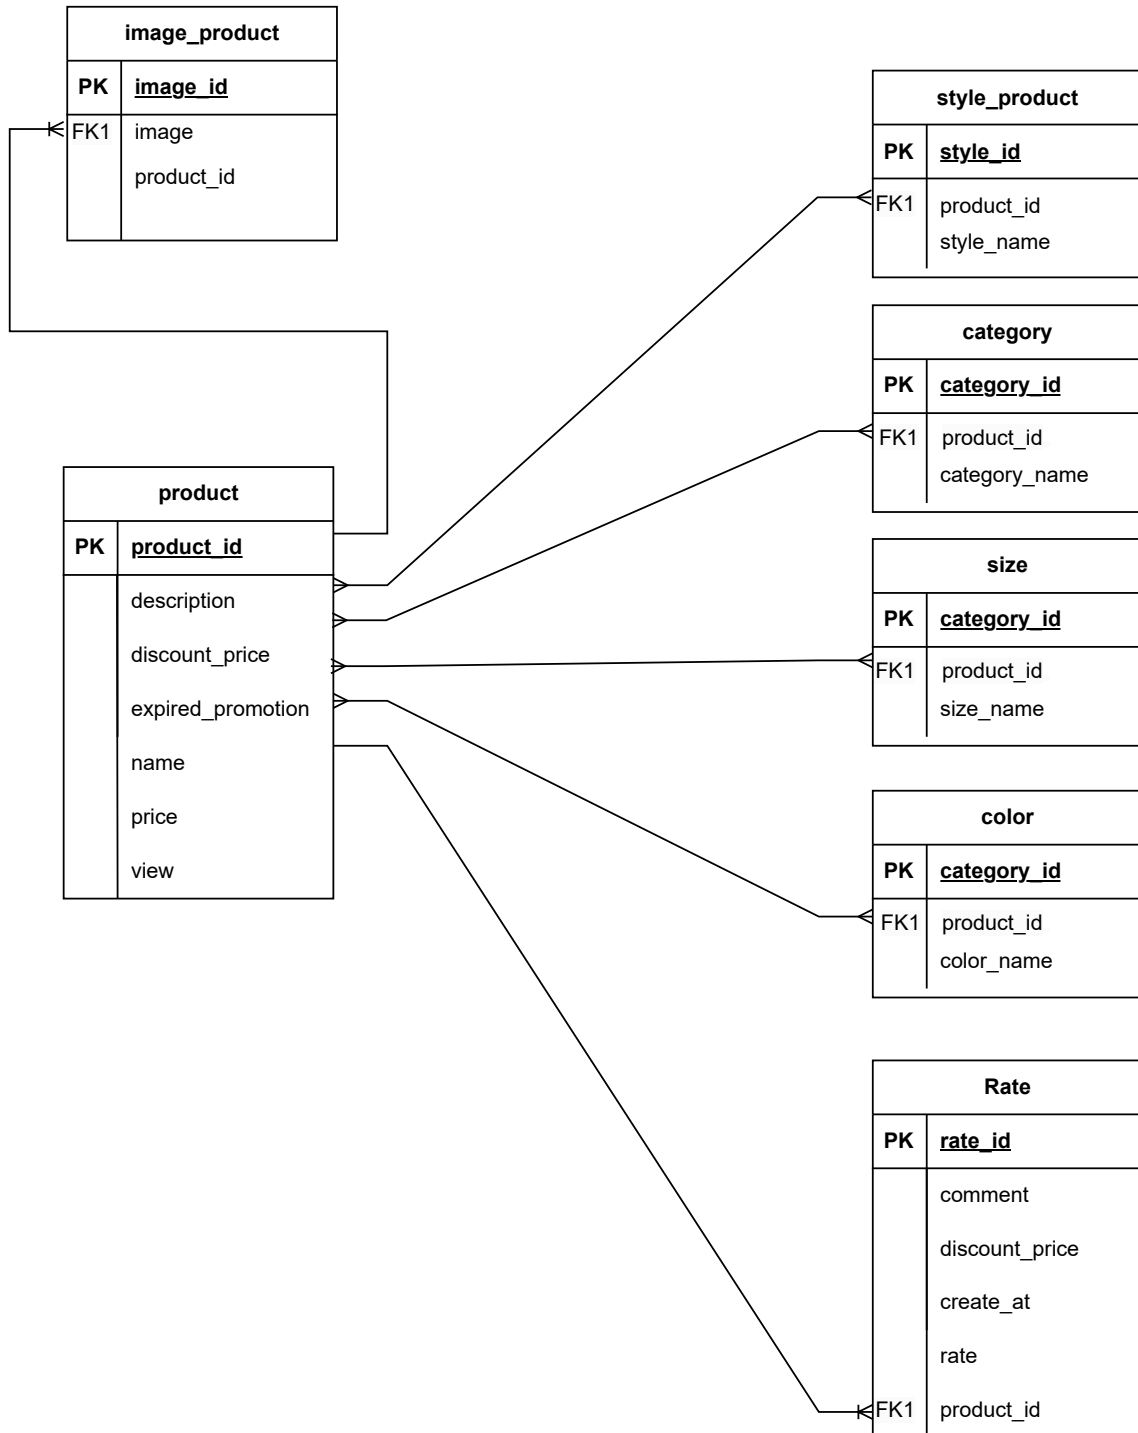 image_product
PK image_id
FK1 image
product_id
product
PK product_id
description
discount_price
expired_promotion
name
price
view
style_product
PK style_id
FK1 product_id
style_name
category
PK category_id
FK1 product_id
category_name
size
PK category_id
FK1 product_id
size_name
color
PK category_id
FK1 product_id
color_name
Rate
PK rate_id
comment
discount_price
create_at
rate
FK1 product_id